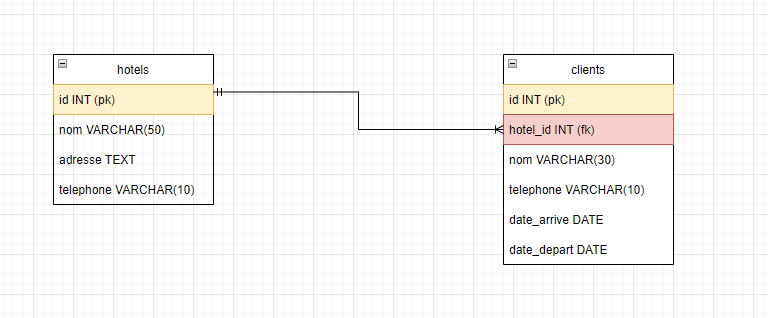 hotels
id INT (pk)
nom VARCHAR(50)
adresse TEXT
telephone VARCHAR(10)
clients
id INT (pk)
hotel_id INT (fk)
nom VARCHAR(30)
telephone VARCHAR(10)
date_arrive DATE
date_depart DATE